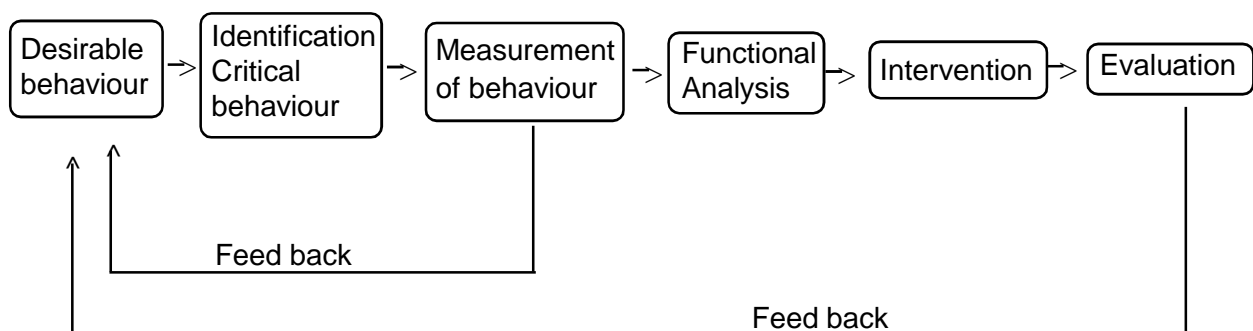 Desirable
behaviour
Identification
Critical
behaviour
Measurement
of behaviour
Functional
Analysis
Intervention
Evaluation
Feed back
Feed back